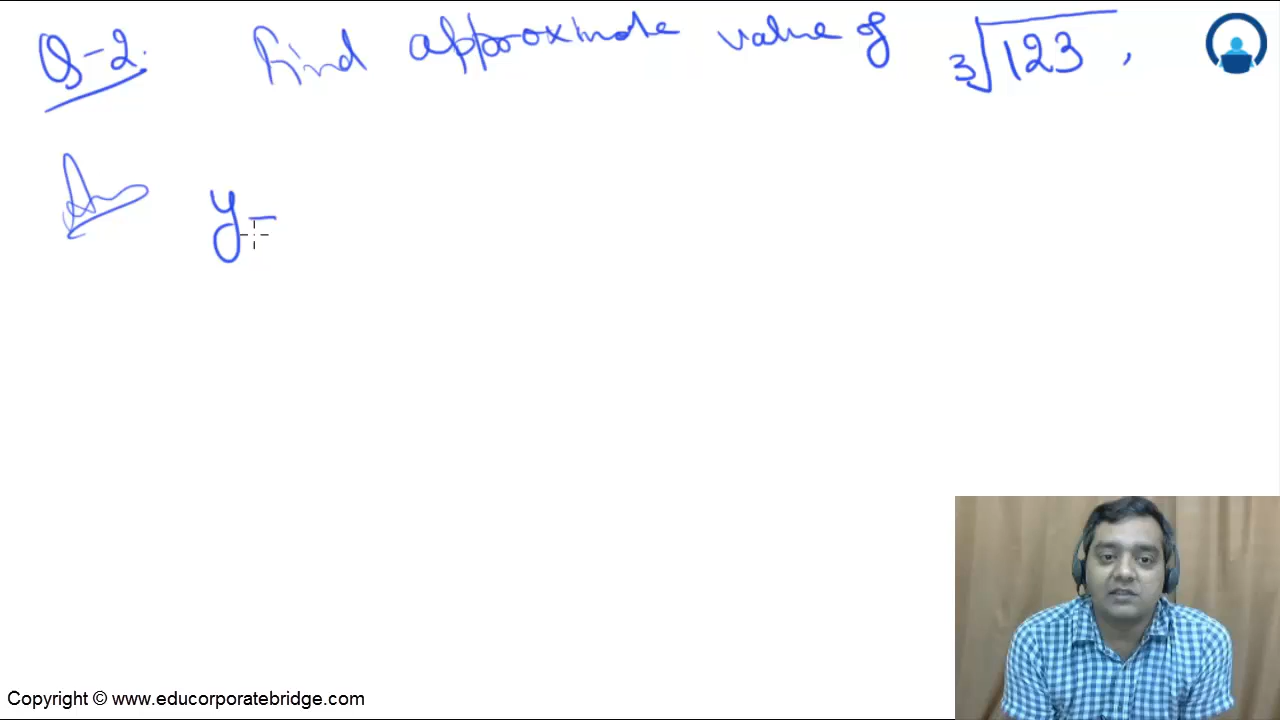 Q-2. Find approximate value of ∛123,
Ans y=
Copyright © www.educorporatebridge.com